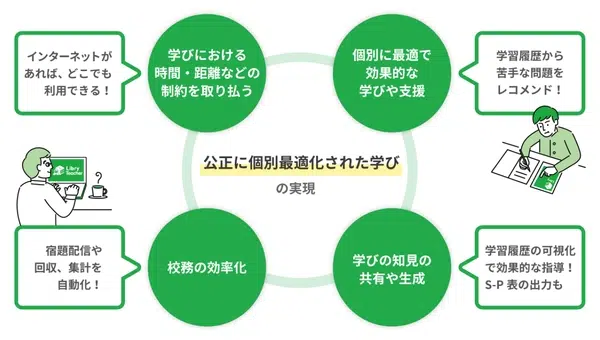 インターネットが
あれば、どこでも
利用できる！
学びにおける
時間・距離などの
制約を取り払う
個別に最適で
効果的な
学びや支援
学習履歴から
苦手な問題を
レコメンド！
公正に個別最適化された学び
の実現
Libry
Teacher
宿題配信や
回収、集計を
自動化！
校務の効率化
学びの知見の
共有や生成
学習履歴の可視化
で効果的な指導！
S-P 表の出力も